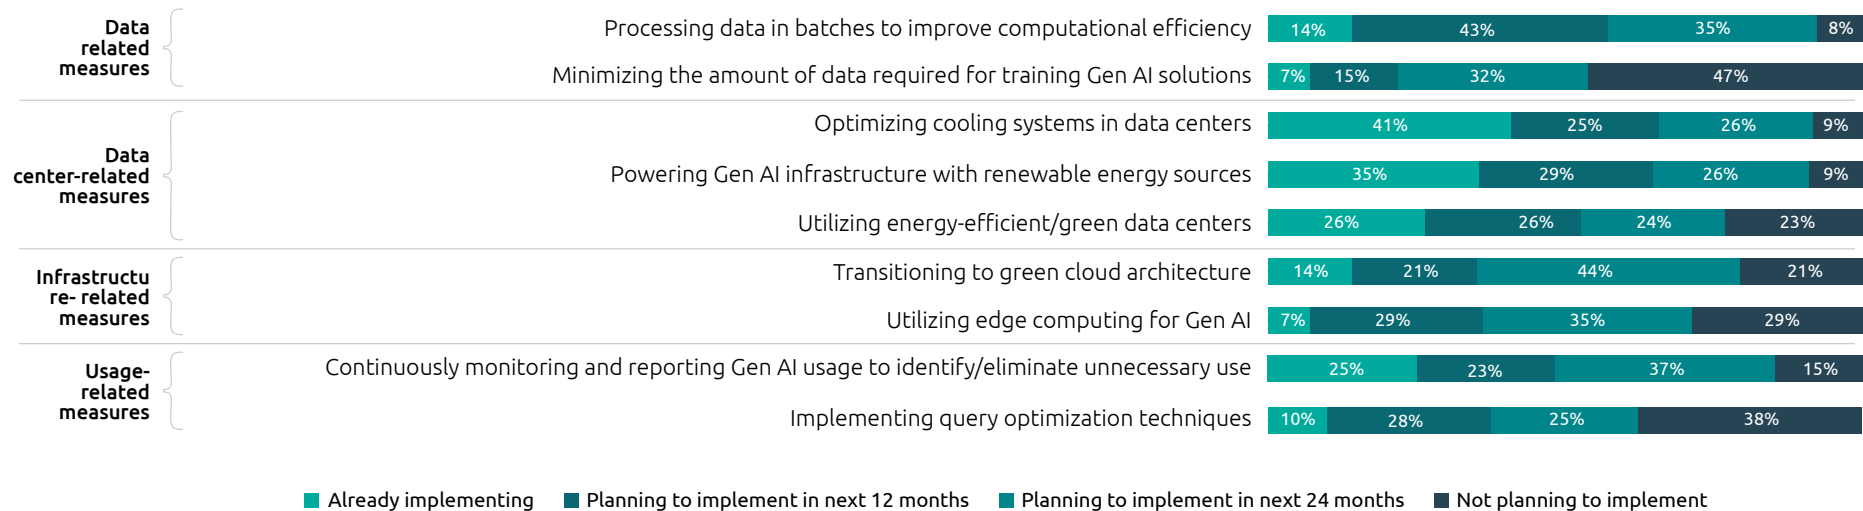 Data
related
measures
Processing data in batches to improve computational efficiency
14% 43% 35% 8%
Minimizing the amount of data required for training Gen AI solutions
7% 15% 32% 47%
Data
center-related
measures
Optimizing cooling systems in data centers
41% 25% 26% 9%
Powering Gen AI infrastructure with renewable energy sources
35% 29% 26% 9%
Utilizing energy-efficient/green data centers
26% 26% 24% 23%
Infrastructu
re- related
measures
Transitioning to green cloud architecture
14% 21% 44% 21%
Utilizing edge computing for Gen AI
7% 29% 35% 29%
Usage-
related
measures
Continuously monitoring and reporting Gen AI usage to identify/eliminate unnecessary use
25% 23% 37% 15%
Implementing query optimization techniques
10% 28% 25% 38%
Already implementing
Planning to implement in next 12 months
Planning to implement in next 24 months
Not planning to implement